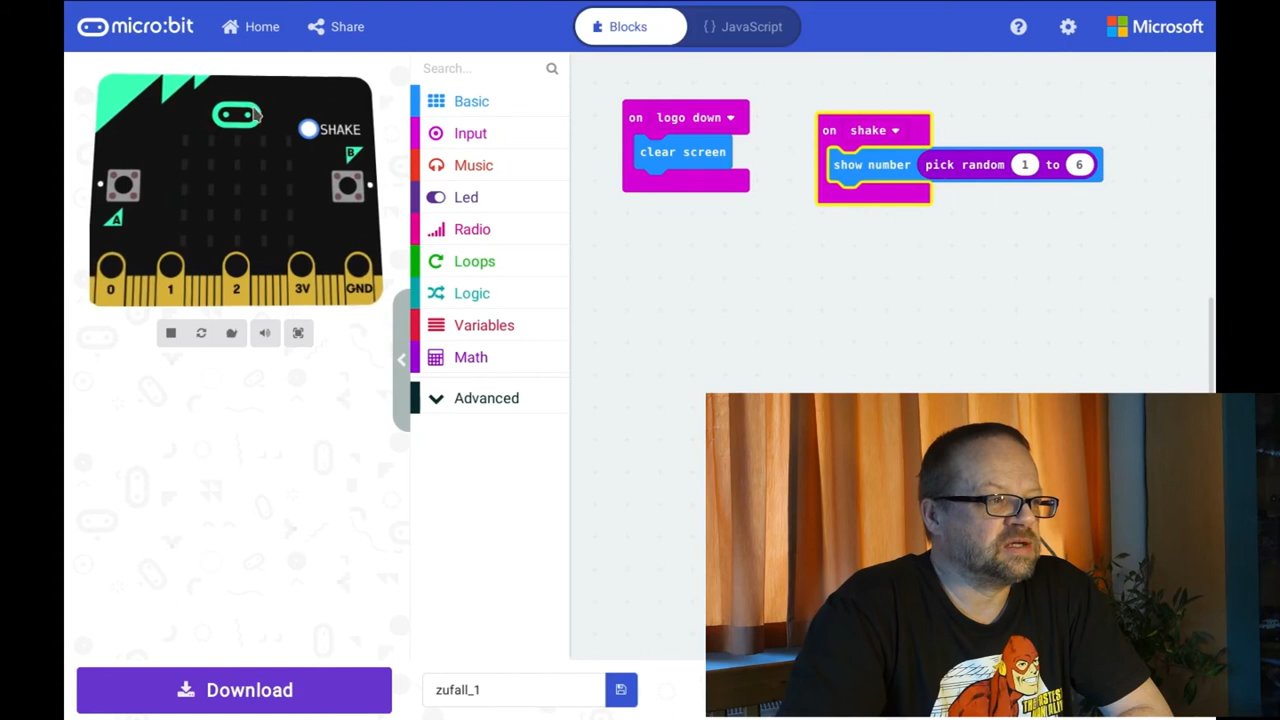 micro:bit Home Share Blocks { } JavaScript ? Microsoft
SHAKE
B
A
0 1 2 3V GND
Search...
Basic
Input
Music
Led
Radio
Loops
Logic
Variables
Math
Advanced
on logo down
clear screen
on shake
show number pick random 1 to 6
Download
zufall_1
THE FASTEST